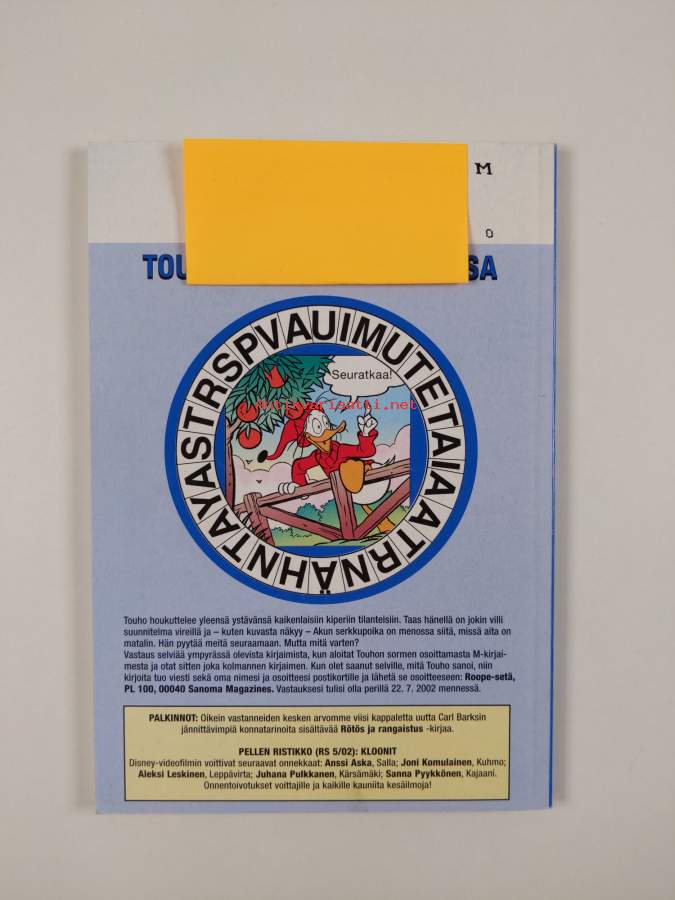 M
0
TOU SA
YASTRSPVAUIMUTETAIAATRNÄHNTA
Seuratkaa!
antikvariaatti.net
Touho houkuttelee yleensä ystävänsä kaikenlaisiin kiperiin tilanteisiin. Taas hänellä on jokin villi
suunnitelma vireillä ja – kuten kuvasta näkyy – Akun serkkupoika on menossa siitä, missä aita on
matalin. Hän pyytää meitä seuraamaan. Mutta mitä varten?
Vastaus selviää ympyrässä olevista kirjaimista, kun aloitat Touhon sormen osoittamasta M-kirjai-
mesta ja otat sitten joka kolmannen kirjaimen. Kun olet saanut selville, mitä Touho sanoi, niin
kirjoita tuo viesti sekä oma nimesi ja osoitteesi postikortille ja lähetä se osoitteeseen: Roope-setä,
PL 100, 00040 Sanoma Magazines. Vastauksesi tulisi olla perillä 22. 7. 2002 mennessä.
PALKINNOT: Oikein vastanneiden kesken arvomme viisi kappaletta uutta Carl Barksin
jännittävimpiä konnatarinoita sisältävää Rötös ja rangaistus -kirjaa.
PELLEN RISTIKKO (RS 5/02): KLOONIT
Disney-videofilmin voittivat seuraavat onnekkaat: Anssi Aska, Salla; Joni Komulainen, Kuhmo;
Aleksi Leskinen, Leppävirta; Juhana Pulkkanen, Kärsämäki; Sanna Pyykkönen, Kajaani.
Onnentoivotukset voittajille ja kaikille kauniita kesäilmoja!